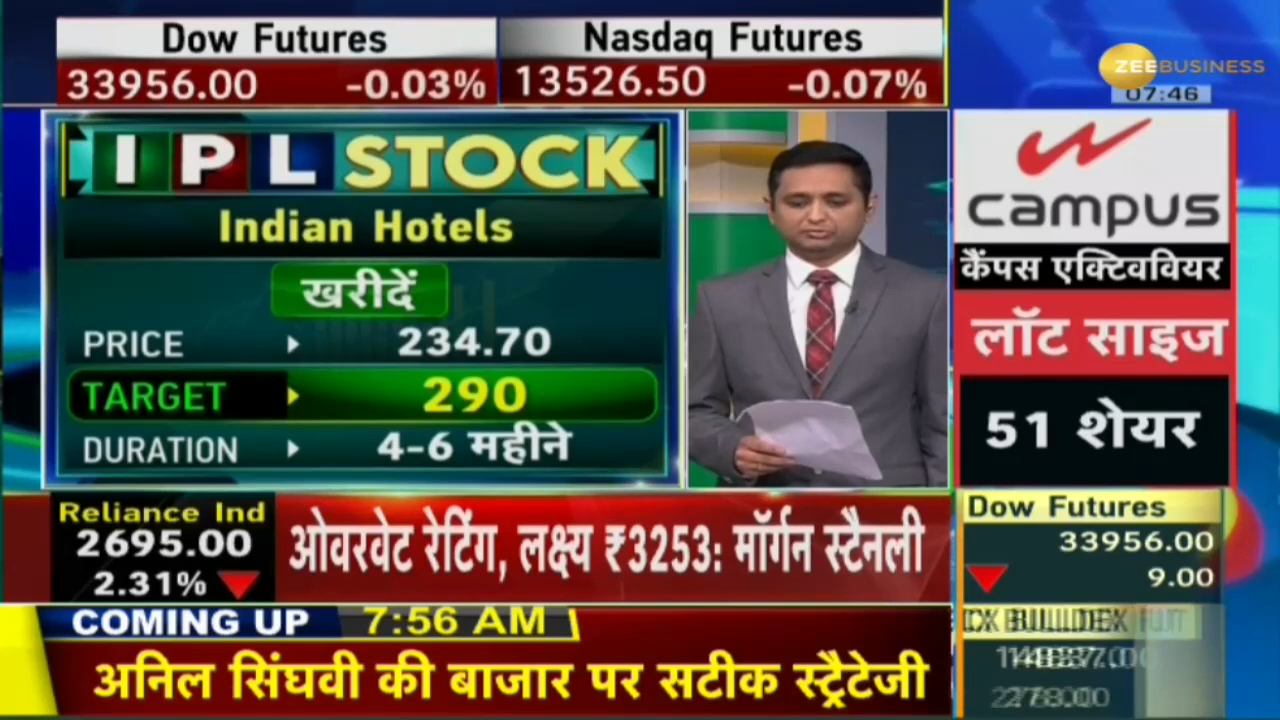 Dow Futures
33956.00 -0.03%
Nasdaq Futures
13526.50 -0.07%
ZEEBUSINESS
07:46
IPL STOCK
Indian Hotels
खरीदें
PRICE 234.70
TARGET 290
DURATION 4-6 महीने
campus
कैंपस एक्टिववियर
लॉट साइज
51 शेयर
Reliance Ind
2695.00
2.31%
ओवरवेट रेटिंग, लक्ष्य ₹3253: मॉर्गन स्टैनली
Dow Futures
33956.00
9.00
COMING UP 7:56 AM
अनिल सिंघवी की बाजार पर सटीक स्ट्रैटेजी